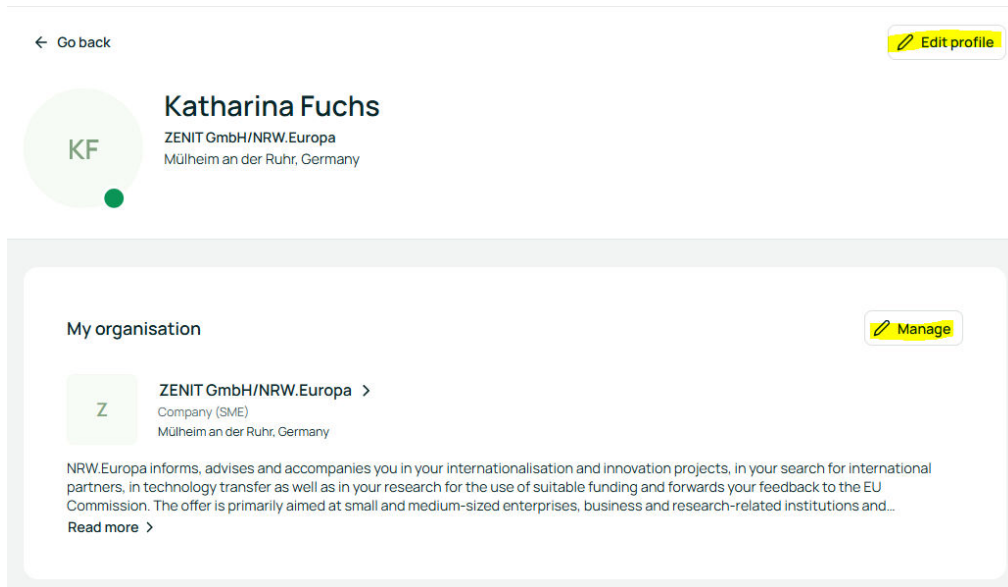 Go back
Edit profile
KF
Katharina Fuchs
ZENIT GmbH/NRW.Europa
Mülheim an der Ruhr, Germany
My organisation
Manage
Z
ZENIT GmbH/NRW.Europa
Company (SME)
Mülheim an der Ruhr, Germany
NRW.Europa informs, advises and accompanies you in your internationalisation and innovation projects, in your search for international
partners, in technology transfer as well as in your research for the use of suitable funding and forwards your feedback to the EU
Commission. The offer is primarily aimed at small and medium-sized enterprises, business and research-related institutions and...
Read more